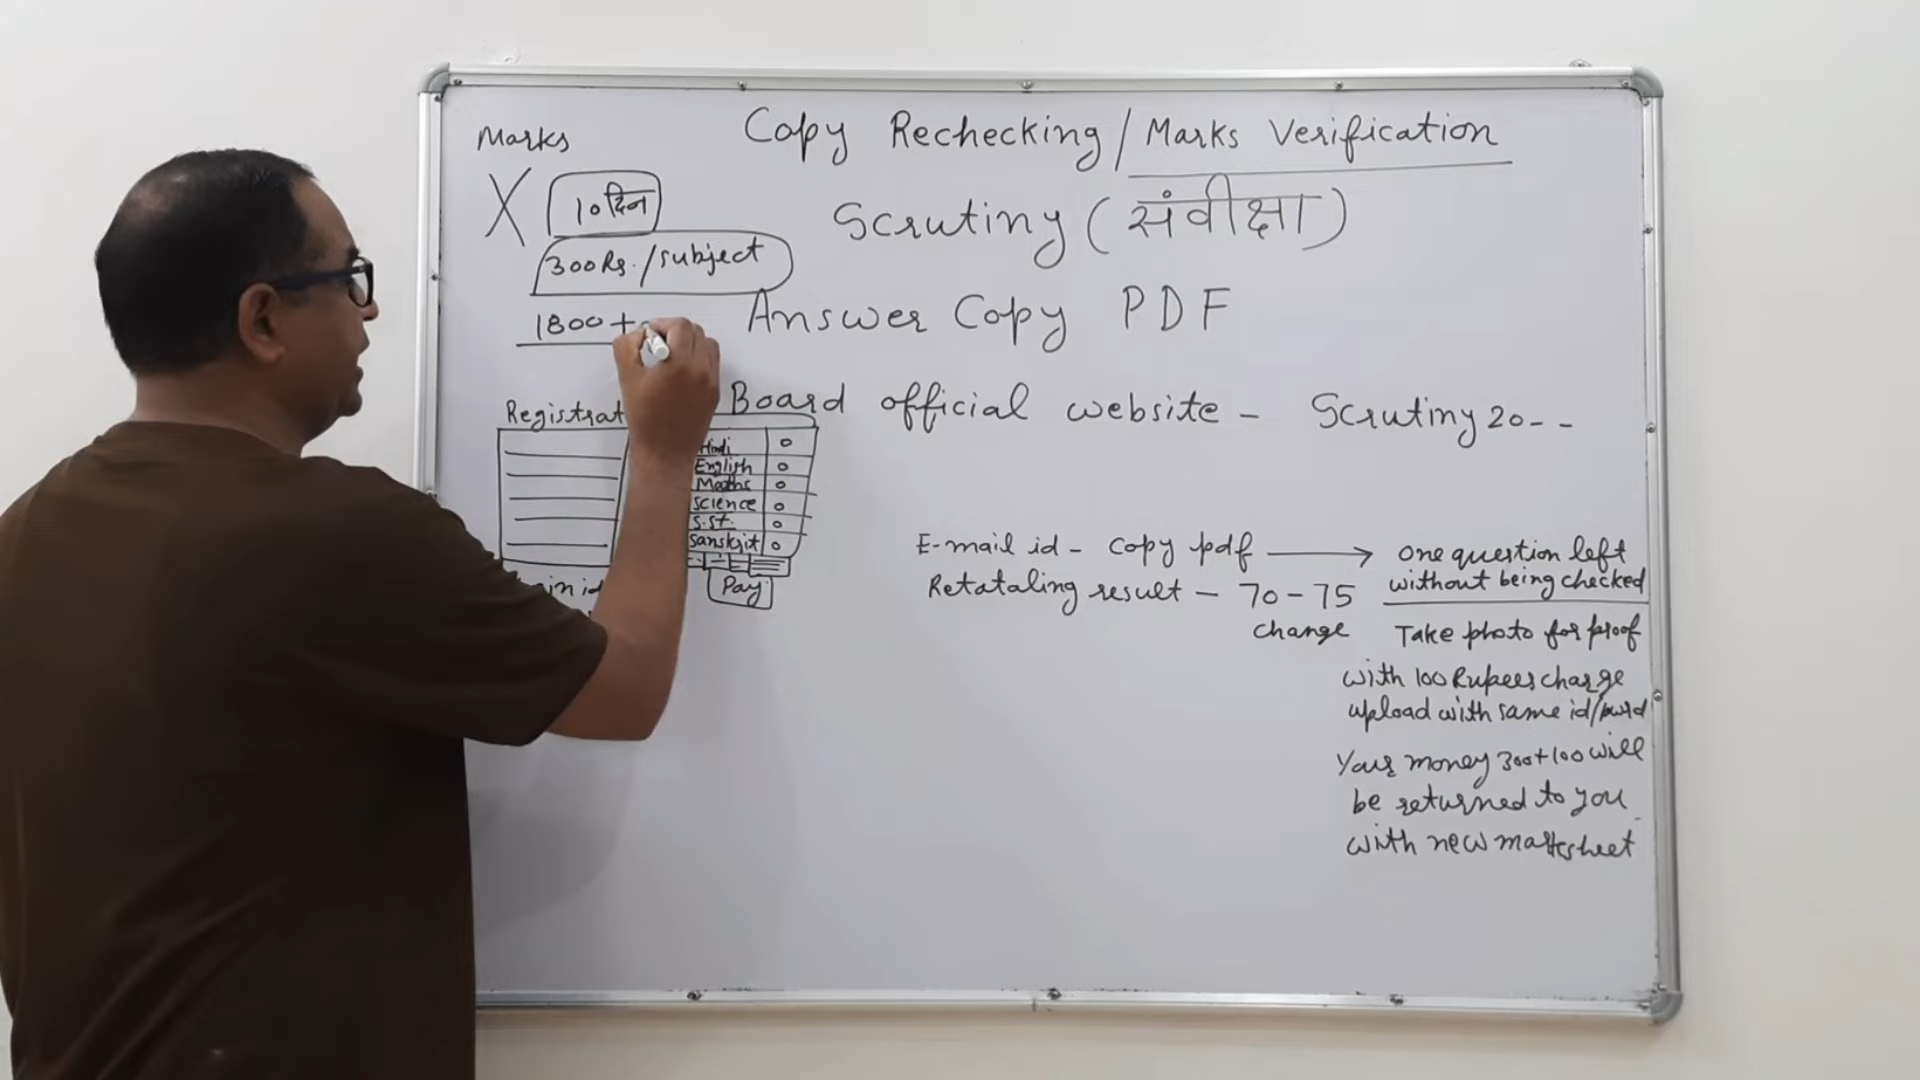 Copy Rechecking / Marks Verification
Scrutiny (संवीक्षा)
Answer Copy PDF
Marks
X 10 दिन
300 Rs. / subject
1800 +
Board official website - Scrutiny 20--
Registrat
Hindi
English
Maths
Science
S.St.
Sanskrit
Pay
E-mail id - copy pdf → one question left
without being checked
Retataling result - 70 - 75
change
Take photo for proof
with 100 Rupees charge
upload with same id/pwrd
Your money 300+100 will
be returned to you
with new marksheet